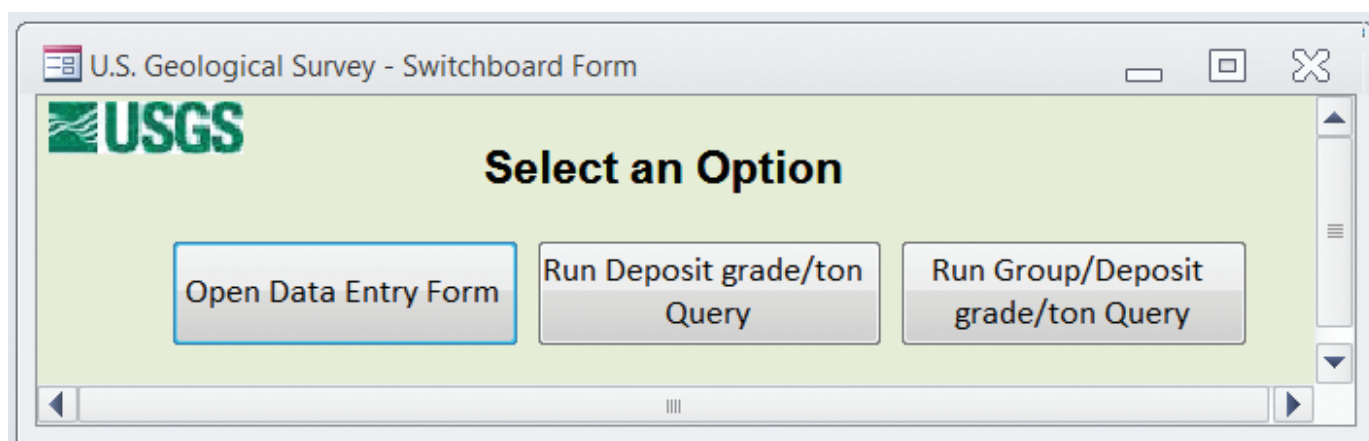 U.S. Geological Survey - Switchboard Form
USGS
Select an Option
Open Data Entry Form
Run Deposit grade/ton
Query
Run Group/Deposit
grade/ton Query